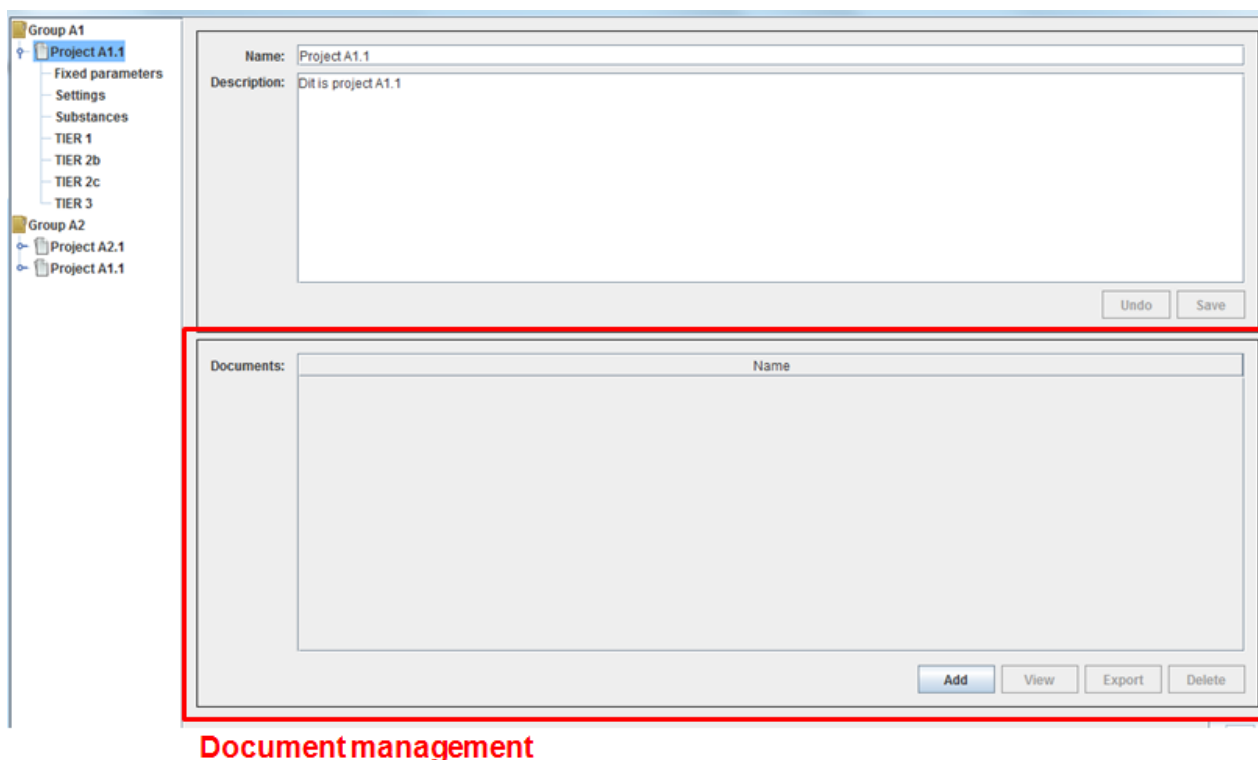 Group A1
Project A1.1
Fixed parameters
Settings
Substances
TIER 1
TIER 2b
TIER 2c
TIER 3
Group A2
Project A2.1
Project A1.1
Name: Project A1.1
Description: Dit is project A1.1
Undo Save
Documents: Name
Add View Export Delete
Document management